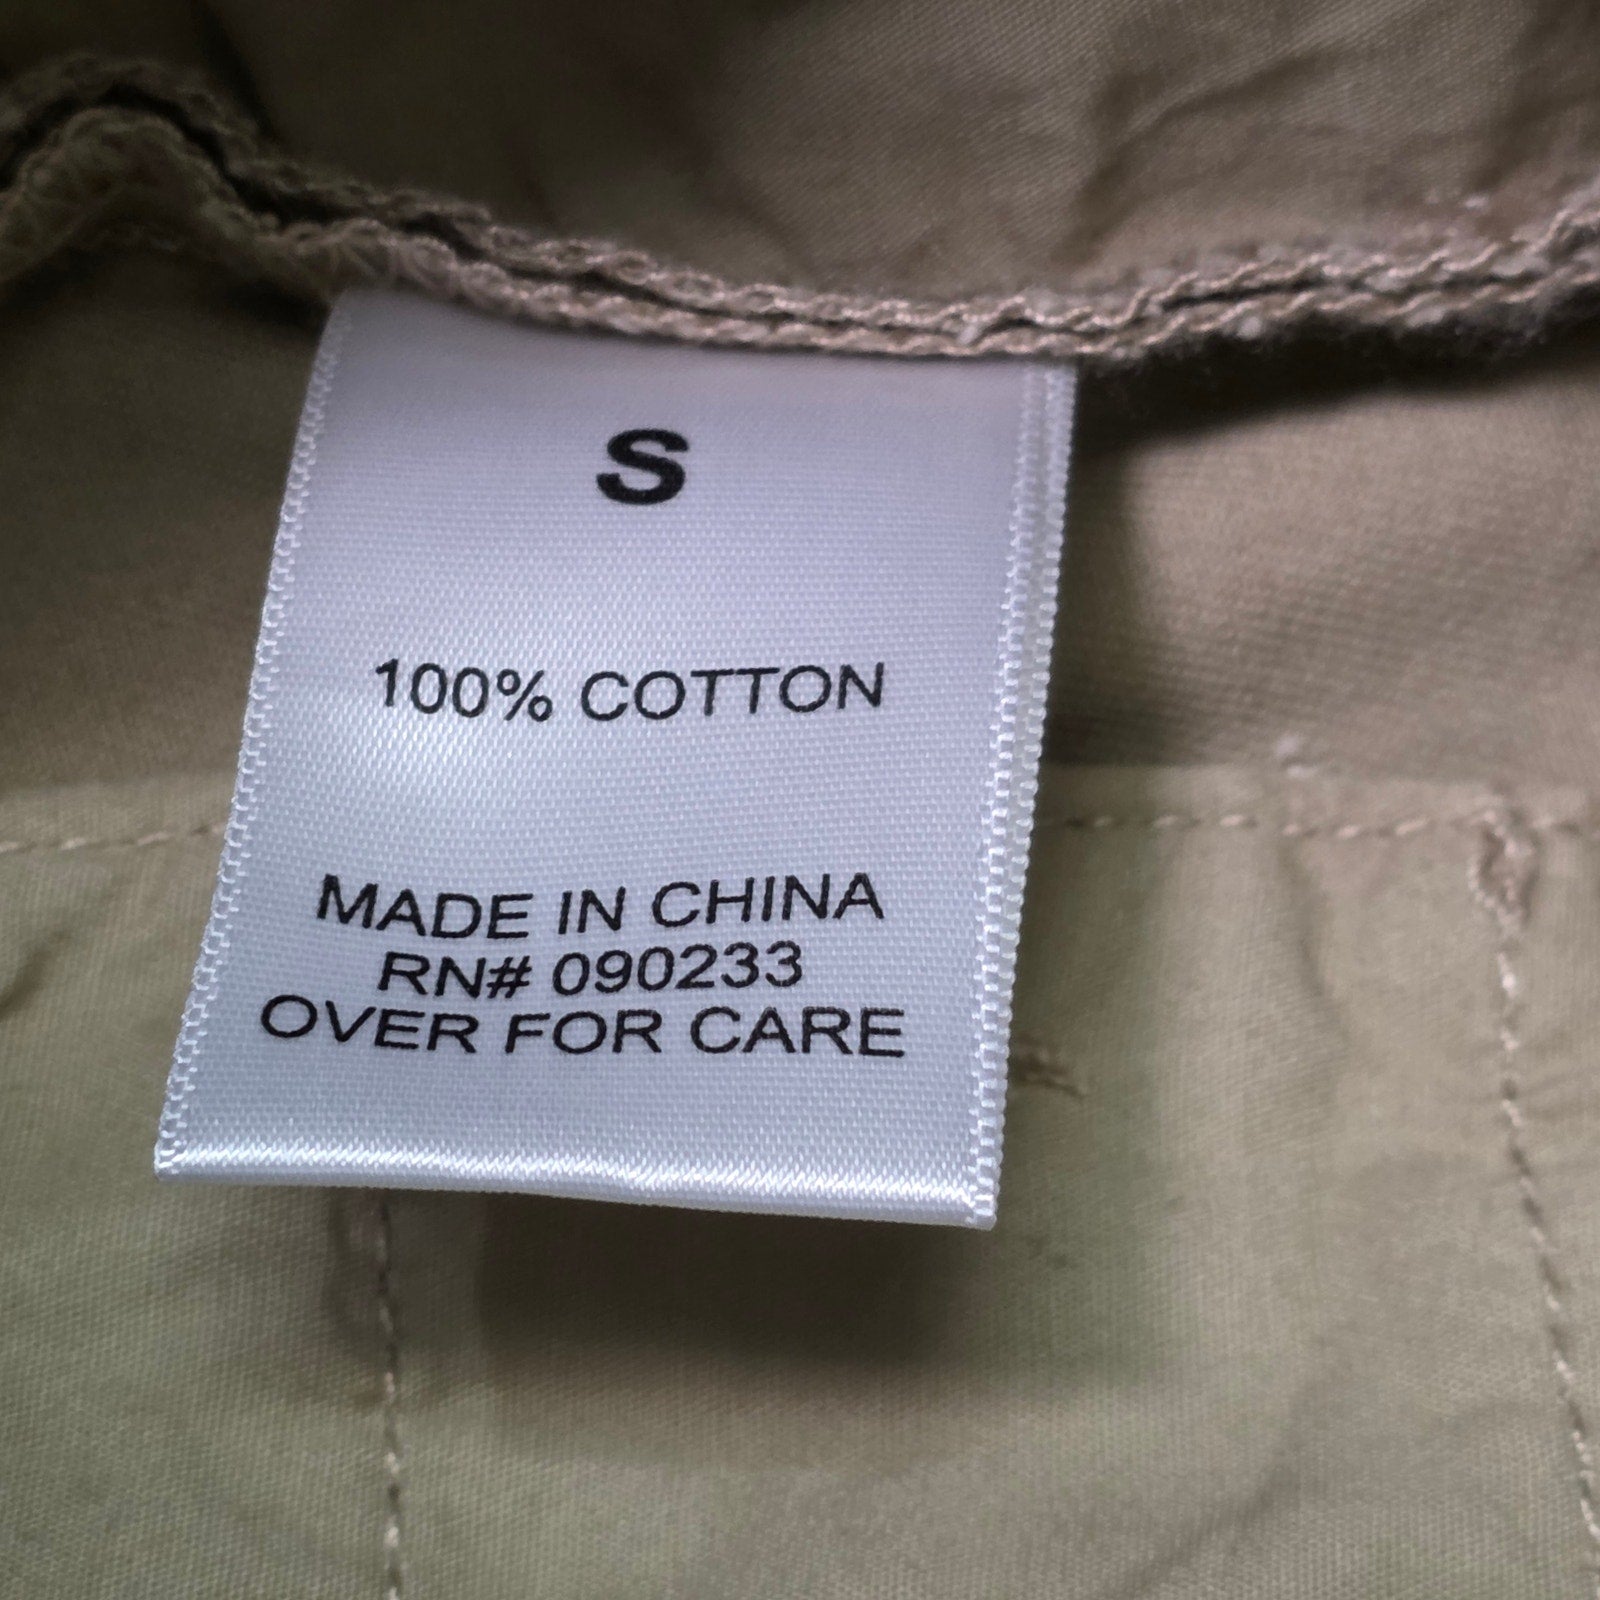 S
100% COTTON
MADE IN CHINA
RN# 090233
OVER FOR CARE